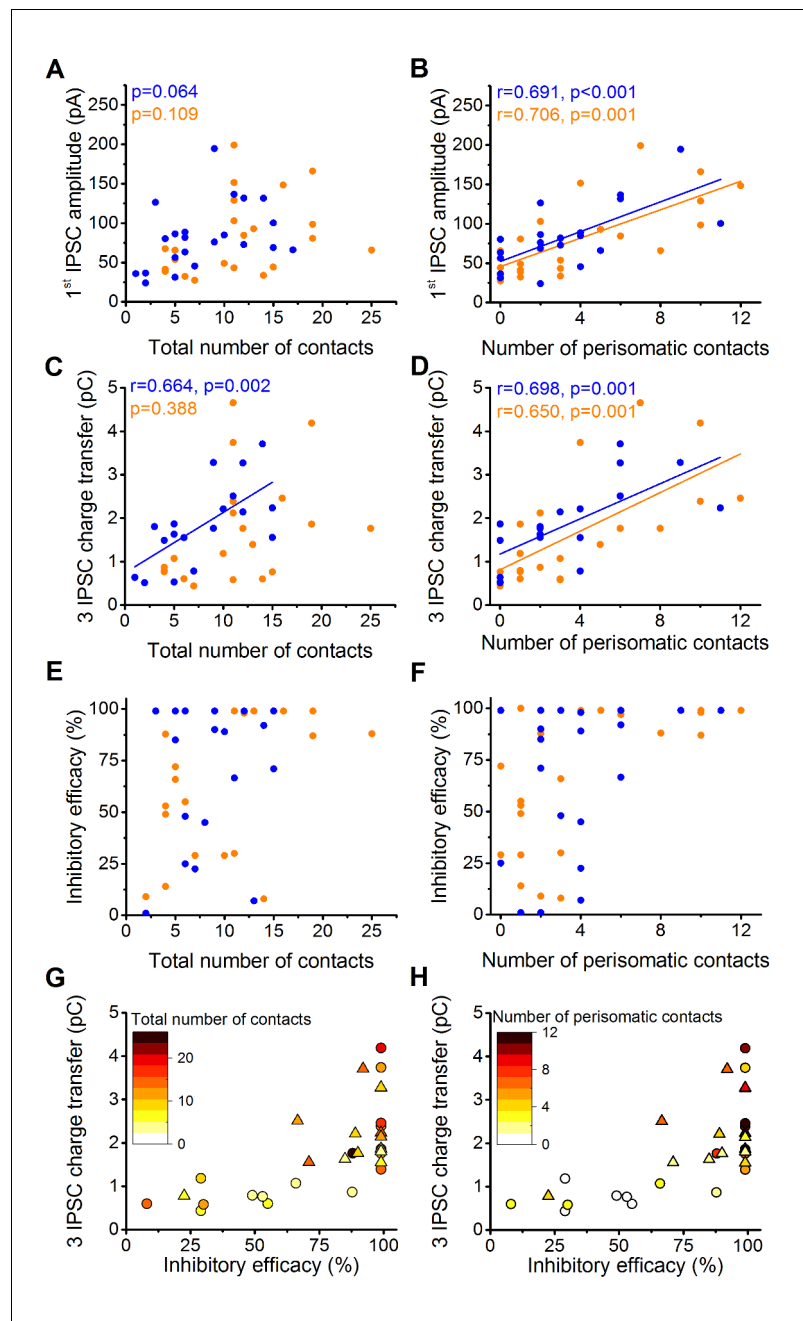 A
p=0.064
p=0.109
1st IPSC amplitude (pA)
250
200
150
100
50
0
0 5 10 15 20 25
Total number of contacts
B
r=0.691, p<0.001
r=0.706, p=0.001
1st IPSC amplitude (pA)
250
200
150
100
50
0
0 4 8 12
Number of perisomatic contacts
C
r=0.664, p=0.002
p=0.388
3 IPSC charge transfer (pC)
5
4
3
2
1
0
0 5 10 15 20 25
Total number of contacts
D
r=0.698, p=0.001
r=0.650, p=0.001
3 IPSC charge transfer (pC)
5
4
3
2
1
0
0 4 8 12
Number of perisomatic contacts
E
Inhibitory efficacy (%)
100
75
50
25
0
0 5 10 15 20 25
Total number of contacts
F
Inhibitory efficacy (%)
100
75
50
25
0
0 4 8 12
Number of perisomatic contacts
G
3 IPSC charge transfer (pC)
5
4
3
2
1
0
Total number of contacts
20
10
0
0 25 50 75 100
Inhibitory efficacy (%)
H
3 IPSC charge transfer (pC)
5
4
3
2
1
0
Number of perisomatic contacts
12
8
4
0
0 25 50 75 100
Inhibitory efficacy (%)